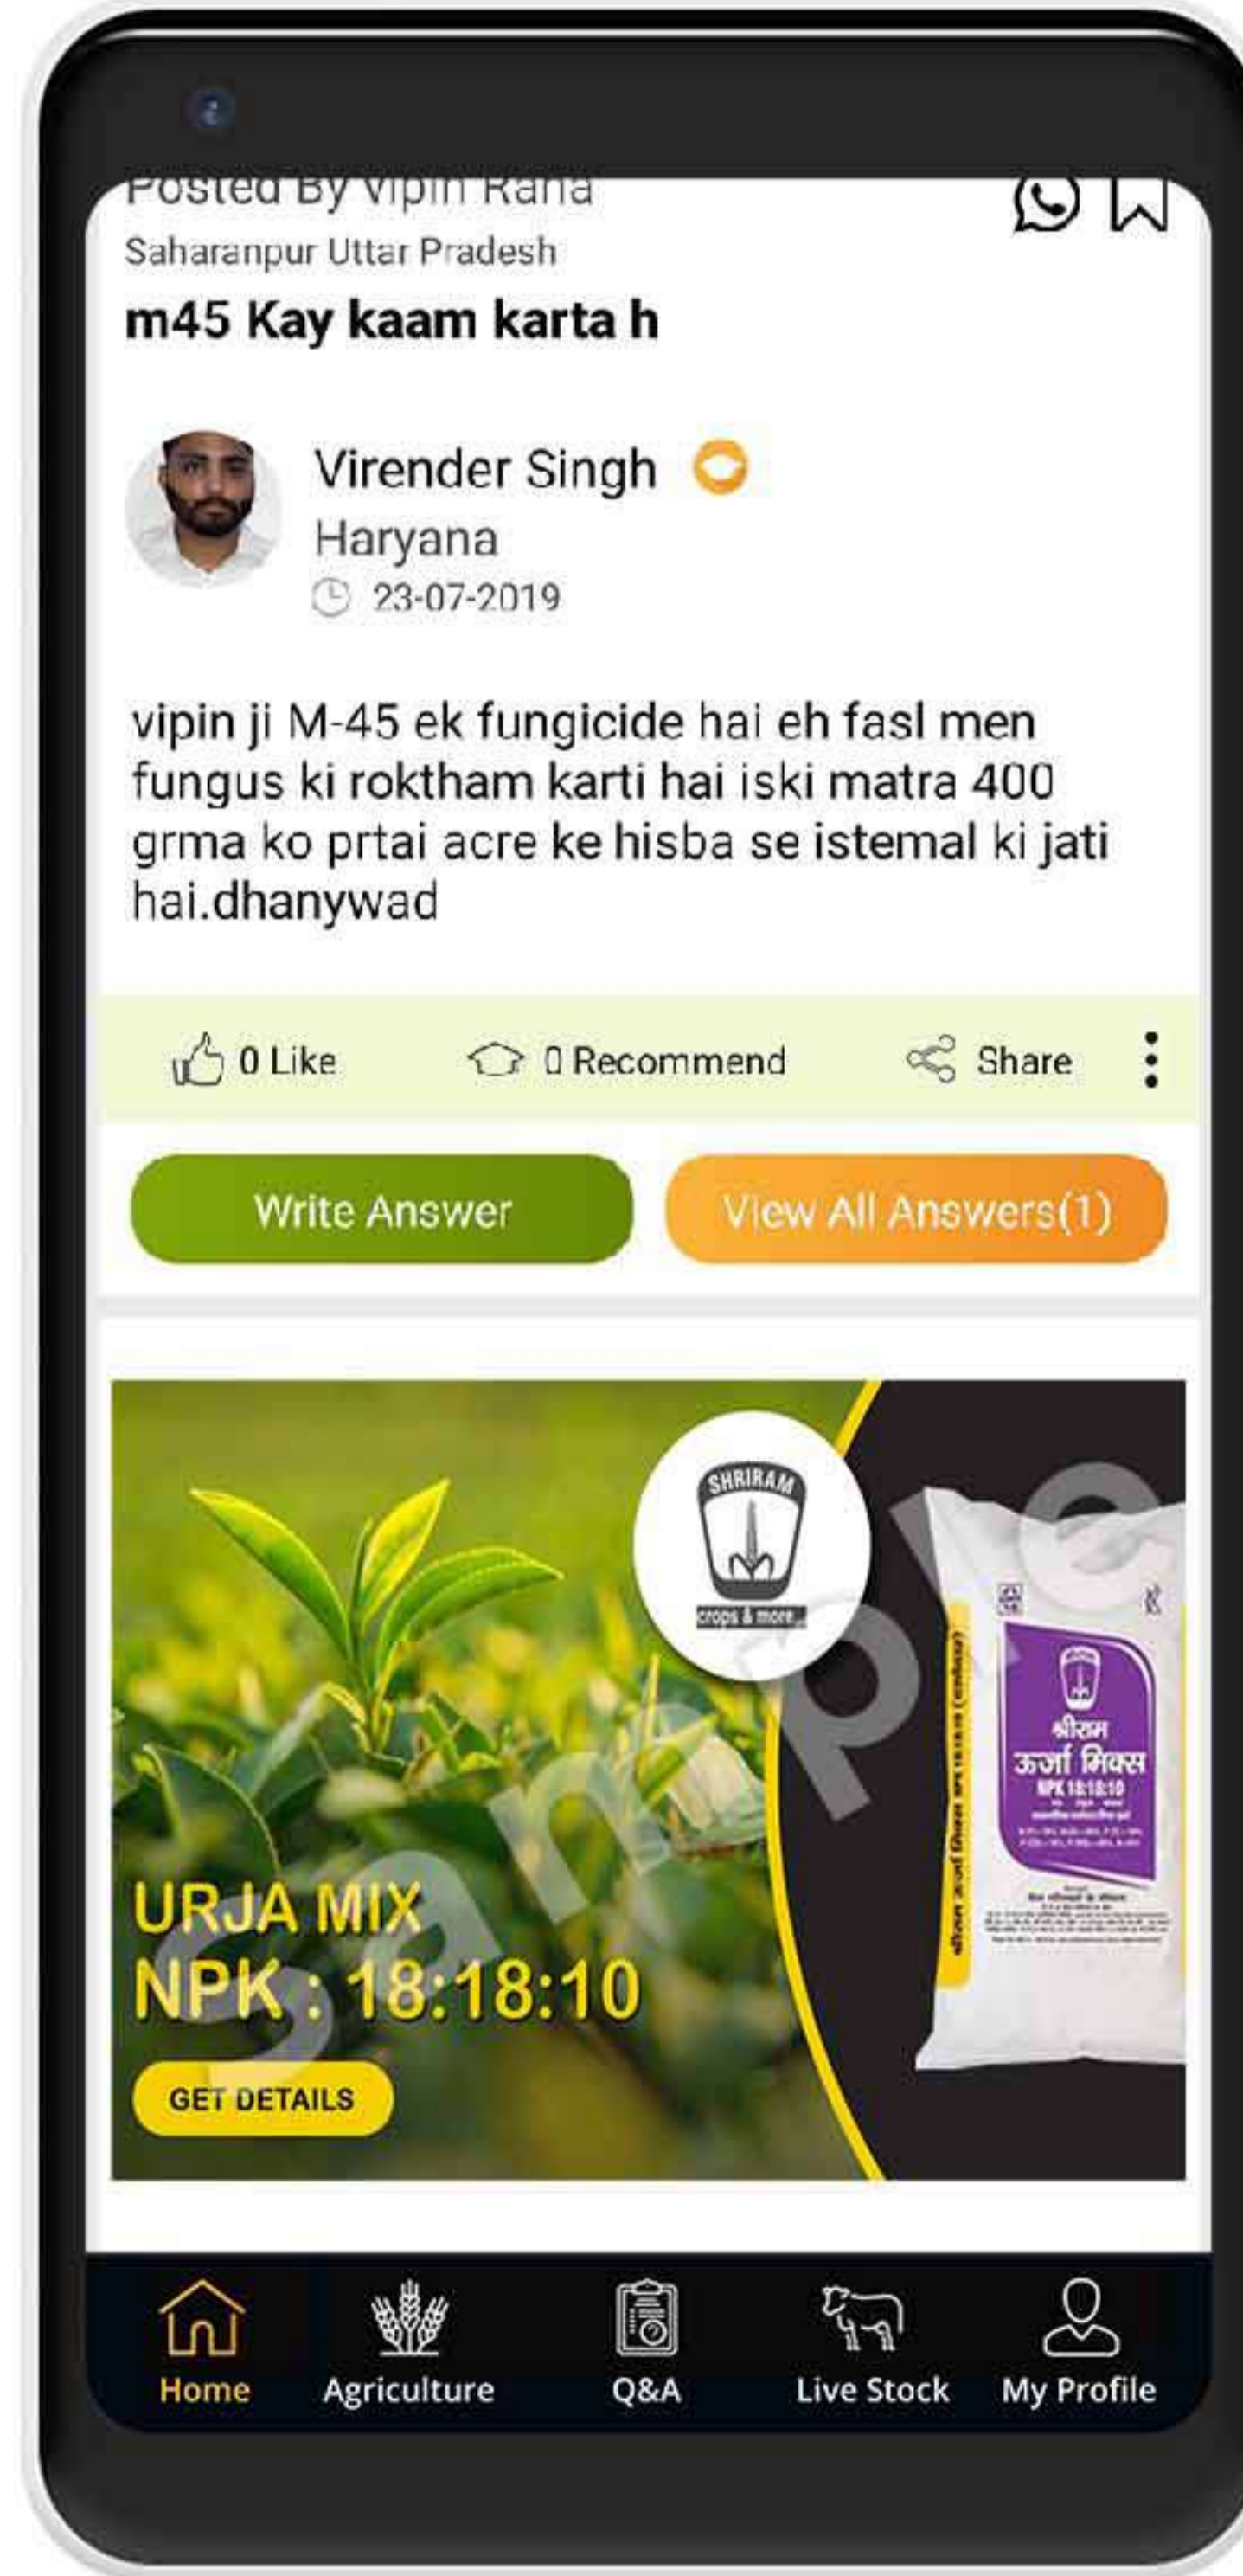 Posted By Vipin Rana
Saharanpur Uttar Pradesh
m45 Kay kaam karta h
Virender Singh
Haryana
23-07-2019
vipin ji M-45 ek fungicide hai eh fasl men
fungus ki roktham karti hai iski matra 400
grma ko prtai acre ke hisba se istemal ki jati
hai.dhanywad
0 Like
0 Recommend
Share
Write Answer
View All Answers(1)
SHRIRAM
crops & more...
श्रीराम
ऊर्जा मिक्स
NPK 18:18:10
URJA MIX
NPK : 18:18:10
GET DETAILS
Sample
Home
Agriculture
Q&A
Live Stock
My Profile